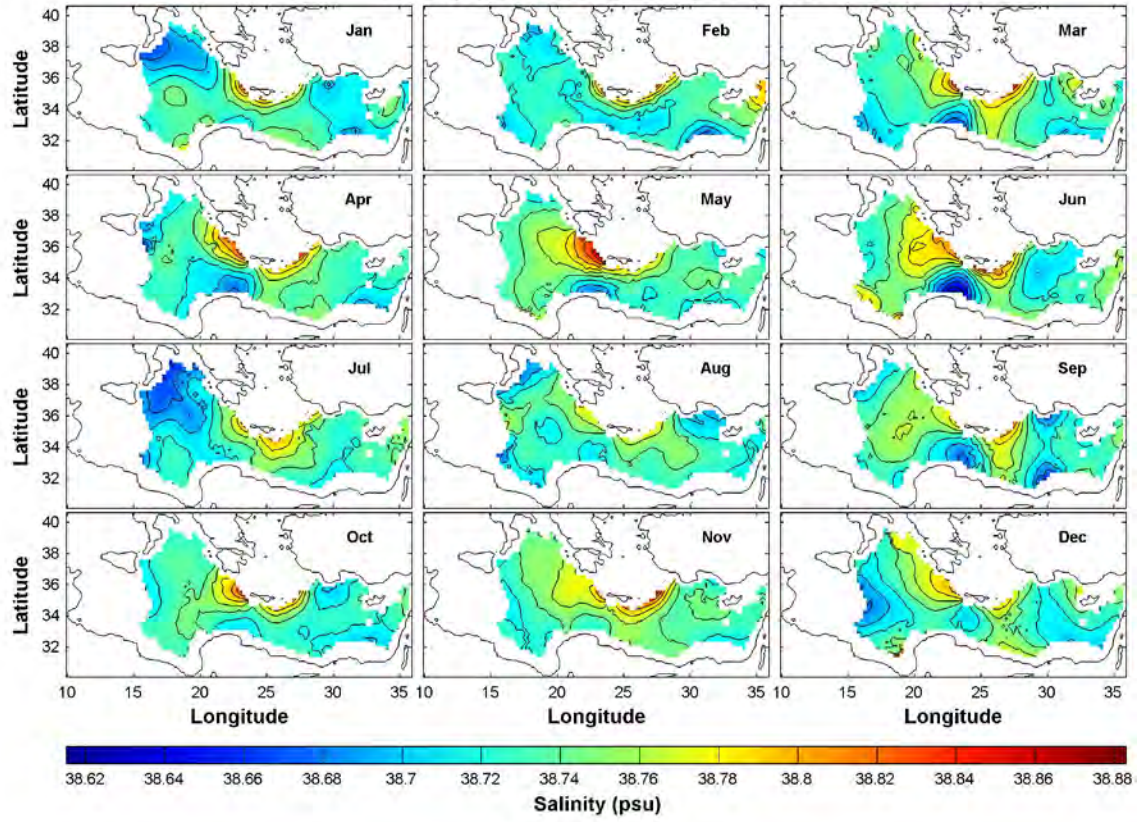 Jan Feb Mar
Latitude 40 38 36 34 32
Apr May Jun
Latitude 40 38 36 34 32
Jul Aug Sep
Latitude 40 38 36 34 32
Oct Nov Dec
Latitude 40 38 36 34 32
10 15 20 25 30 35 10 15 20 25 30 35 10 15 20 25 30 35
Longitude Longitude Longitude
38.62 38.64 38.66 38.68 38.7 38.72 38.74 38.76 38.78 38.8 38.82 38.84 38.86 38.88
Salinity (psu)